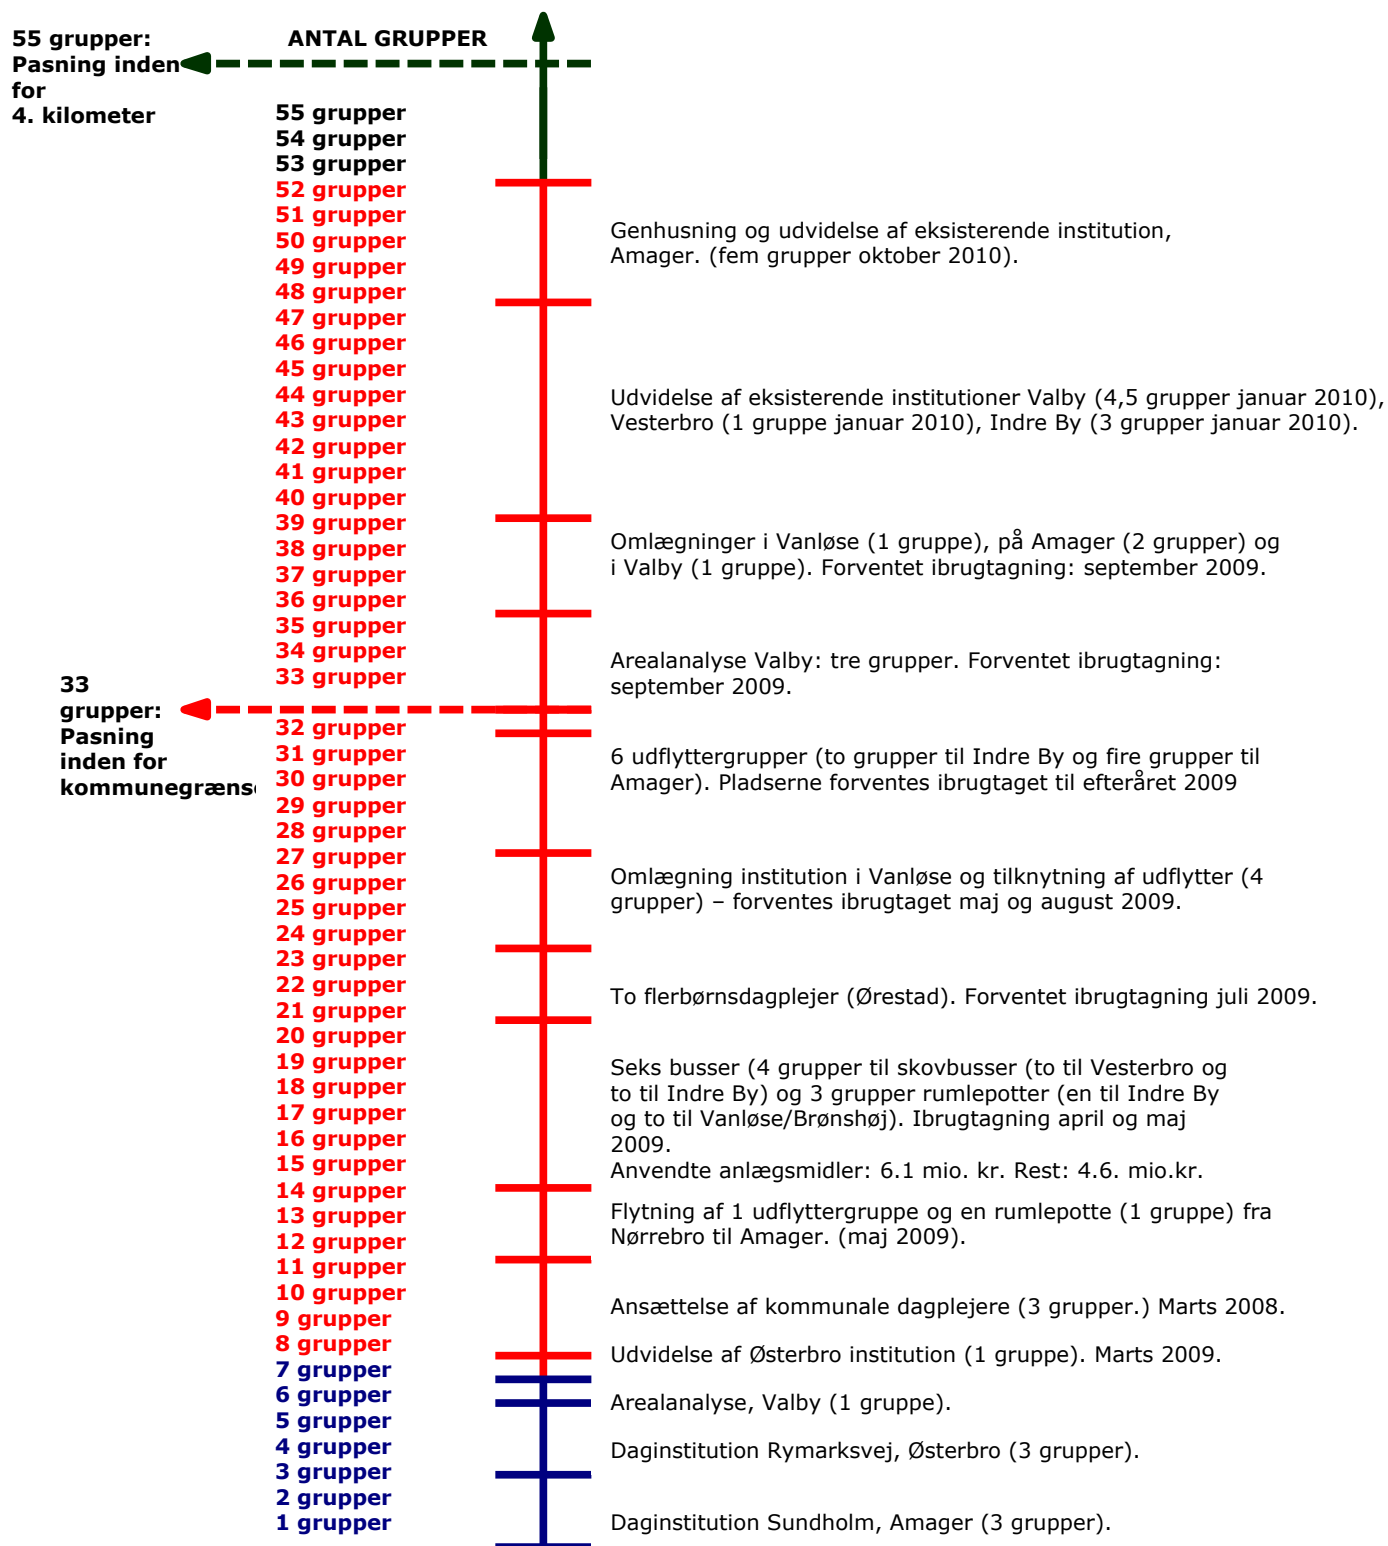 55 grupper:
Pasning inden
for
4. kilometer
ANTAL GRUPPER
55 grupper
54 grupper
53 grupper
52 grupper
51 grupper
50 grupper
49 grupper
48 grupper
47 grupper
46 grupper
45 grupper
44 grupper
43 grupper
42 grupper
41 grupper
40 grupper
39 grupper
38 grupper
37 grupper
36 grupper
35 grupper
34 grupper
33 grupper
32 grupper
31 grupper
30 grupper
29 grupper
28 grupper
27 grupper
26 grupper
25 grupper
24 grupper
23 grupper
22 grupper
21 grupper
20 grupper
19 grupper
18 grupper
17 grupper
16 grupper
15 grupper
14 grupper
13 grupper
12 grupper
11 grupper
10 grupper
9 grupper
8 grupper
7 grupper
6 grupper
5 grupper
4 grupper
3 grupper
2 grupper
1 grupper
33
grupper:
Pasning
inden for
kommunegrænse
Genhusning og udvidelse af eksisterende institution,
Amager. (fem grupper oktober 2010).
Udvidelse af eksisterende institutioner Valby (4,5 grupper januar 2010),
Vesterbro (1 gruppe januar 2010), Indre By (3 grupper januar 2010).
Omlægninger i Vanløse (1 gruppe), på Amager (2 grupper) og
i Valby (1 gruppe). Forventet ibrugtagning: september 2009.
Arealanalyse Valby: tre grupper. Forventet ibrugtagning:
september 2009.
6 udflyttergrupper (to grupper til Indre By og fire grupper til
Amager). Pladserne forventes ibrugtaget til efteråret 2009
Omlægning institution i Vanløse og tilknytning af udflytter (4
grupper) – forventes ibrugtaget maj og august 2009.
To flerbørnsdagplejer (Ørestad). Forventet ibrugtagning juli 2009.
Seks busser (4 grupper til skovbusser (to til Vesterbro og
to til Indre By) og 3 grupper rumlepotter (en til Indre By
og to til Vanløse/Brønshøj). Ibrugtagning april og maj
2009.
Anvendte anlægsmidler: 6.1 mio. kr. Rest: 4.6. mio.kr.
Flytning af 1 udflyttergruppe og en rumlepotte (1 gruppe) fra
Nørrebro til Amager. (maj 2009).
Ansættelse af kommunale dagplejere (3 grupper.) Marts 2008.
Udvidelse af Østerbro institution (1 gruppe). Marts 2009.
Arealanalyse, Valby (1 gruppe).
Daginstitution Rymarksvej, Østerbro (3 grupper).
Daginstitution Sundholm, Amager (3 grupper).